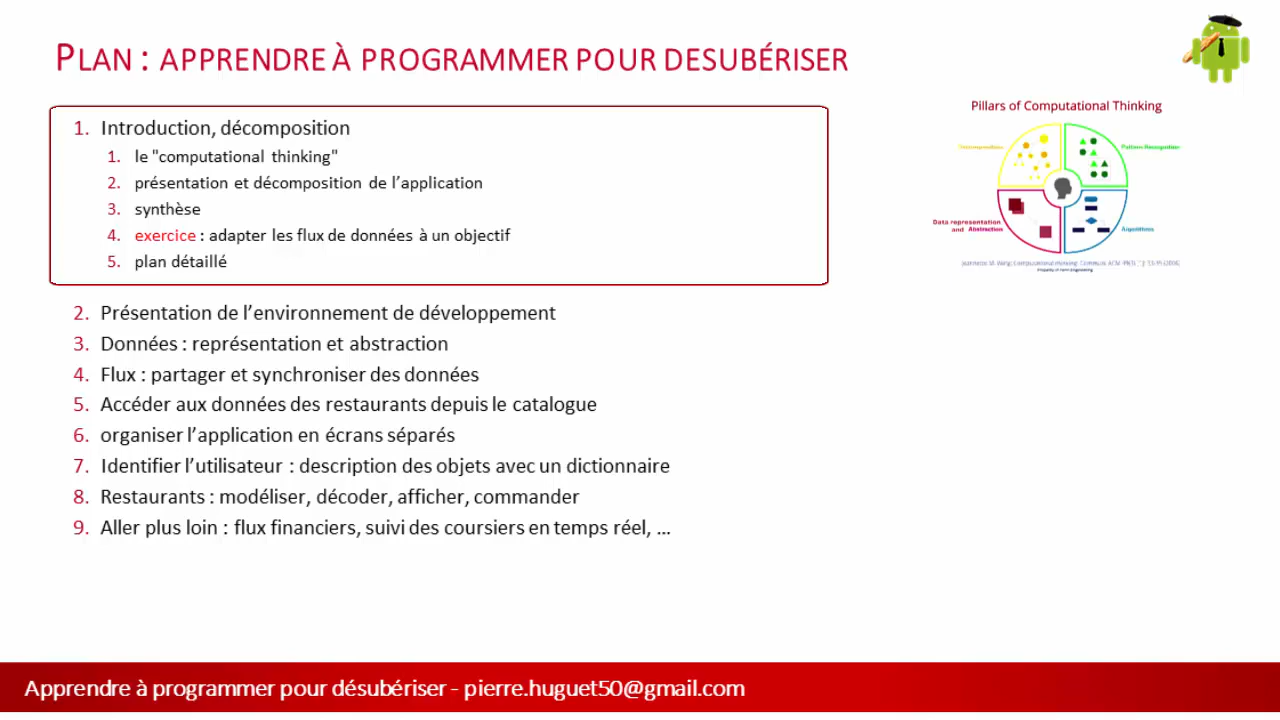 PLAN : APPRENDRE À PROGRAMMER POUR DESUBÉRISER
1. Introduction, décomposition
1. le "computational thinking"
2. présentation et décomposition de l'application
3. synthèse
4. exercice : adapter les flux de données à un objectif
5. plan détaillé
2. Présentation de l'environnement de développement
3. Données : représentation et abstraction
4. Flux : partager et synchroniser des données
5. Accéder aux données des restaurants depuis le catalogue
6. organiser l'application en écrans séparés
7. Identifier l'utilisateur : description des objets avec un dictionnaire
8. Restaurants : modéliser, décoder, afficher, commander
9. Aller plus loin : flux financiers, suivi des coursiers en temps réel, ...
Pillars of Computational Thinking
Decomposition
Pattern Recognition
Data representation
and Abstraction
Algorithms
Apprendre à programmer pour désubériser - pierre.huguet50@gmail.com